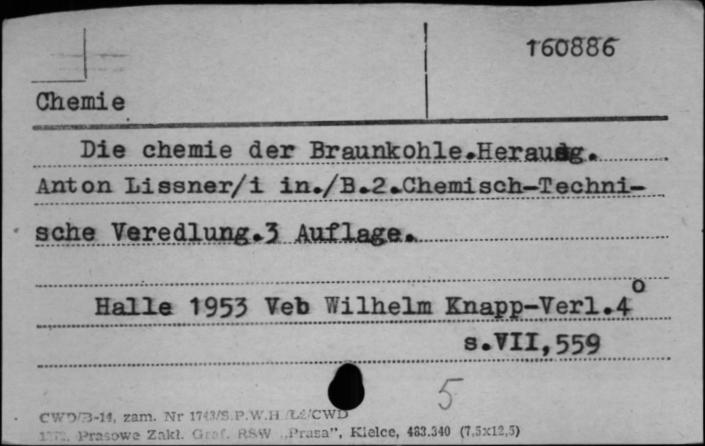 160886
Chemie
Die chemie der Braunkohle.Herausg.
Anton Lissner/i in./B.2.Chemisch-Techni-
sche Veredlung.3 Auflage.
Halle 1953 Veb Wilhelm Knapp-Verl.4°
s.VII,559
5
CWD/B-14, zam. Nr 1743/S.P.W.H /CWD
Prasowe Zakł. Graf. RSW „Prasa", Kielce, 483.340 (7,5x12,5)